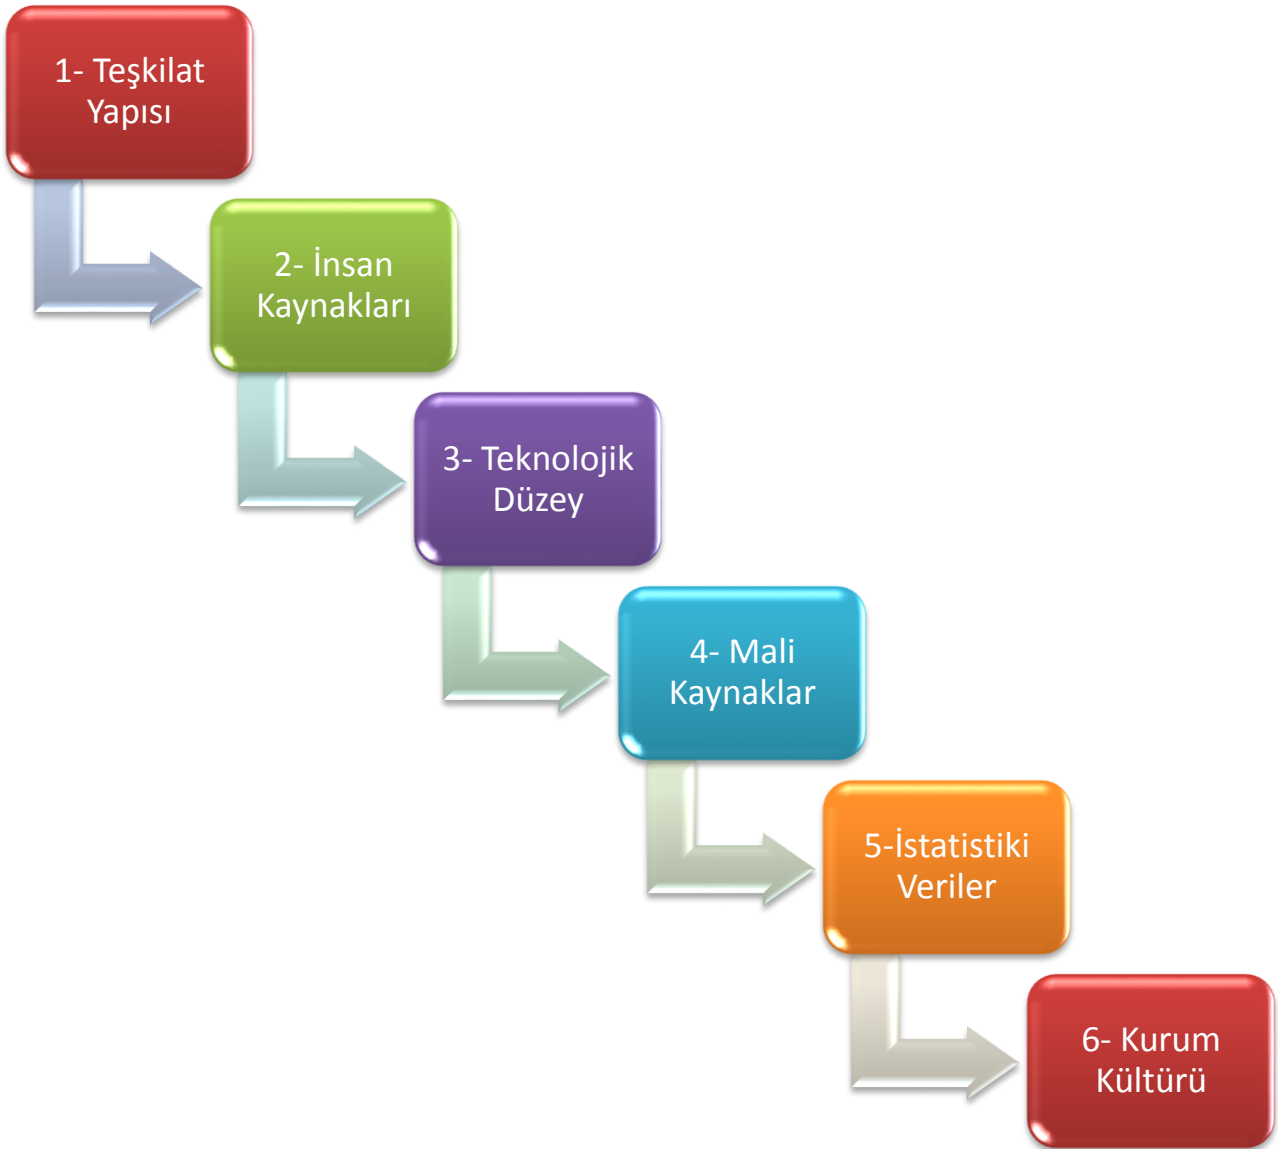 1- Teşkilat
Yapısı
2- İnsan
Kaynakları
3- Teknolojik
Düzey
4- Mali
Kaynaklar
5-İstatistiki
Veriler
6- Kurum
Kültürü